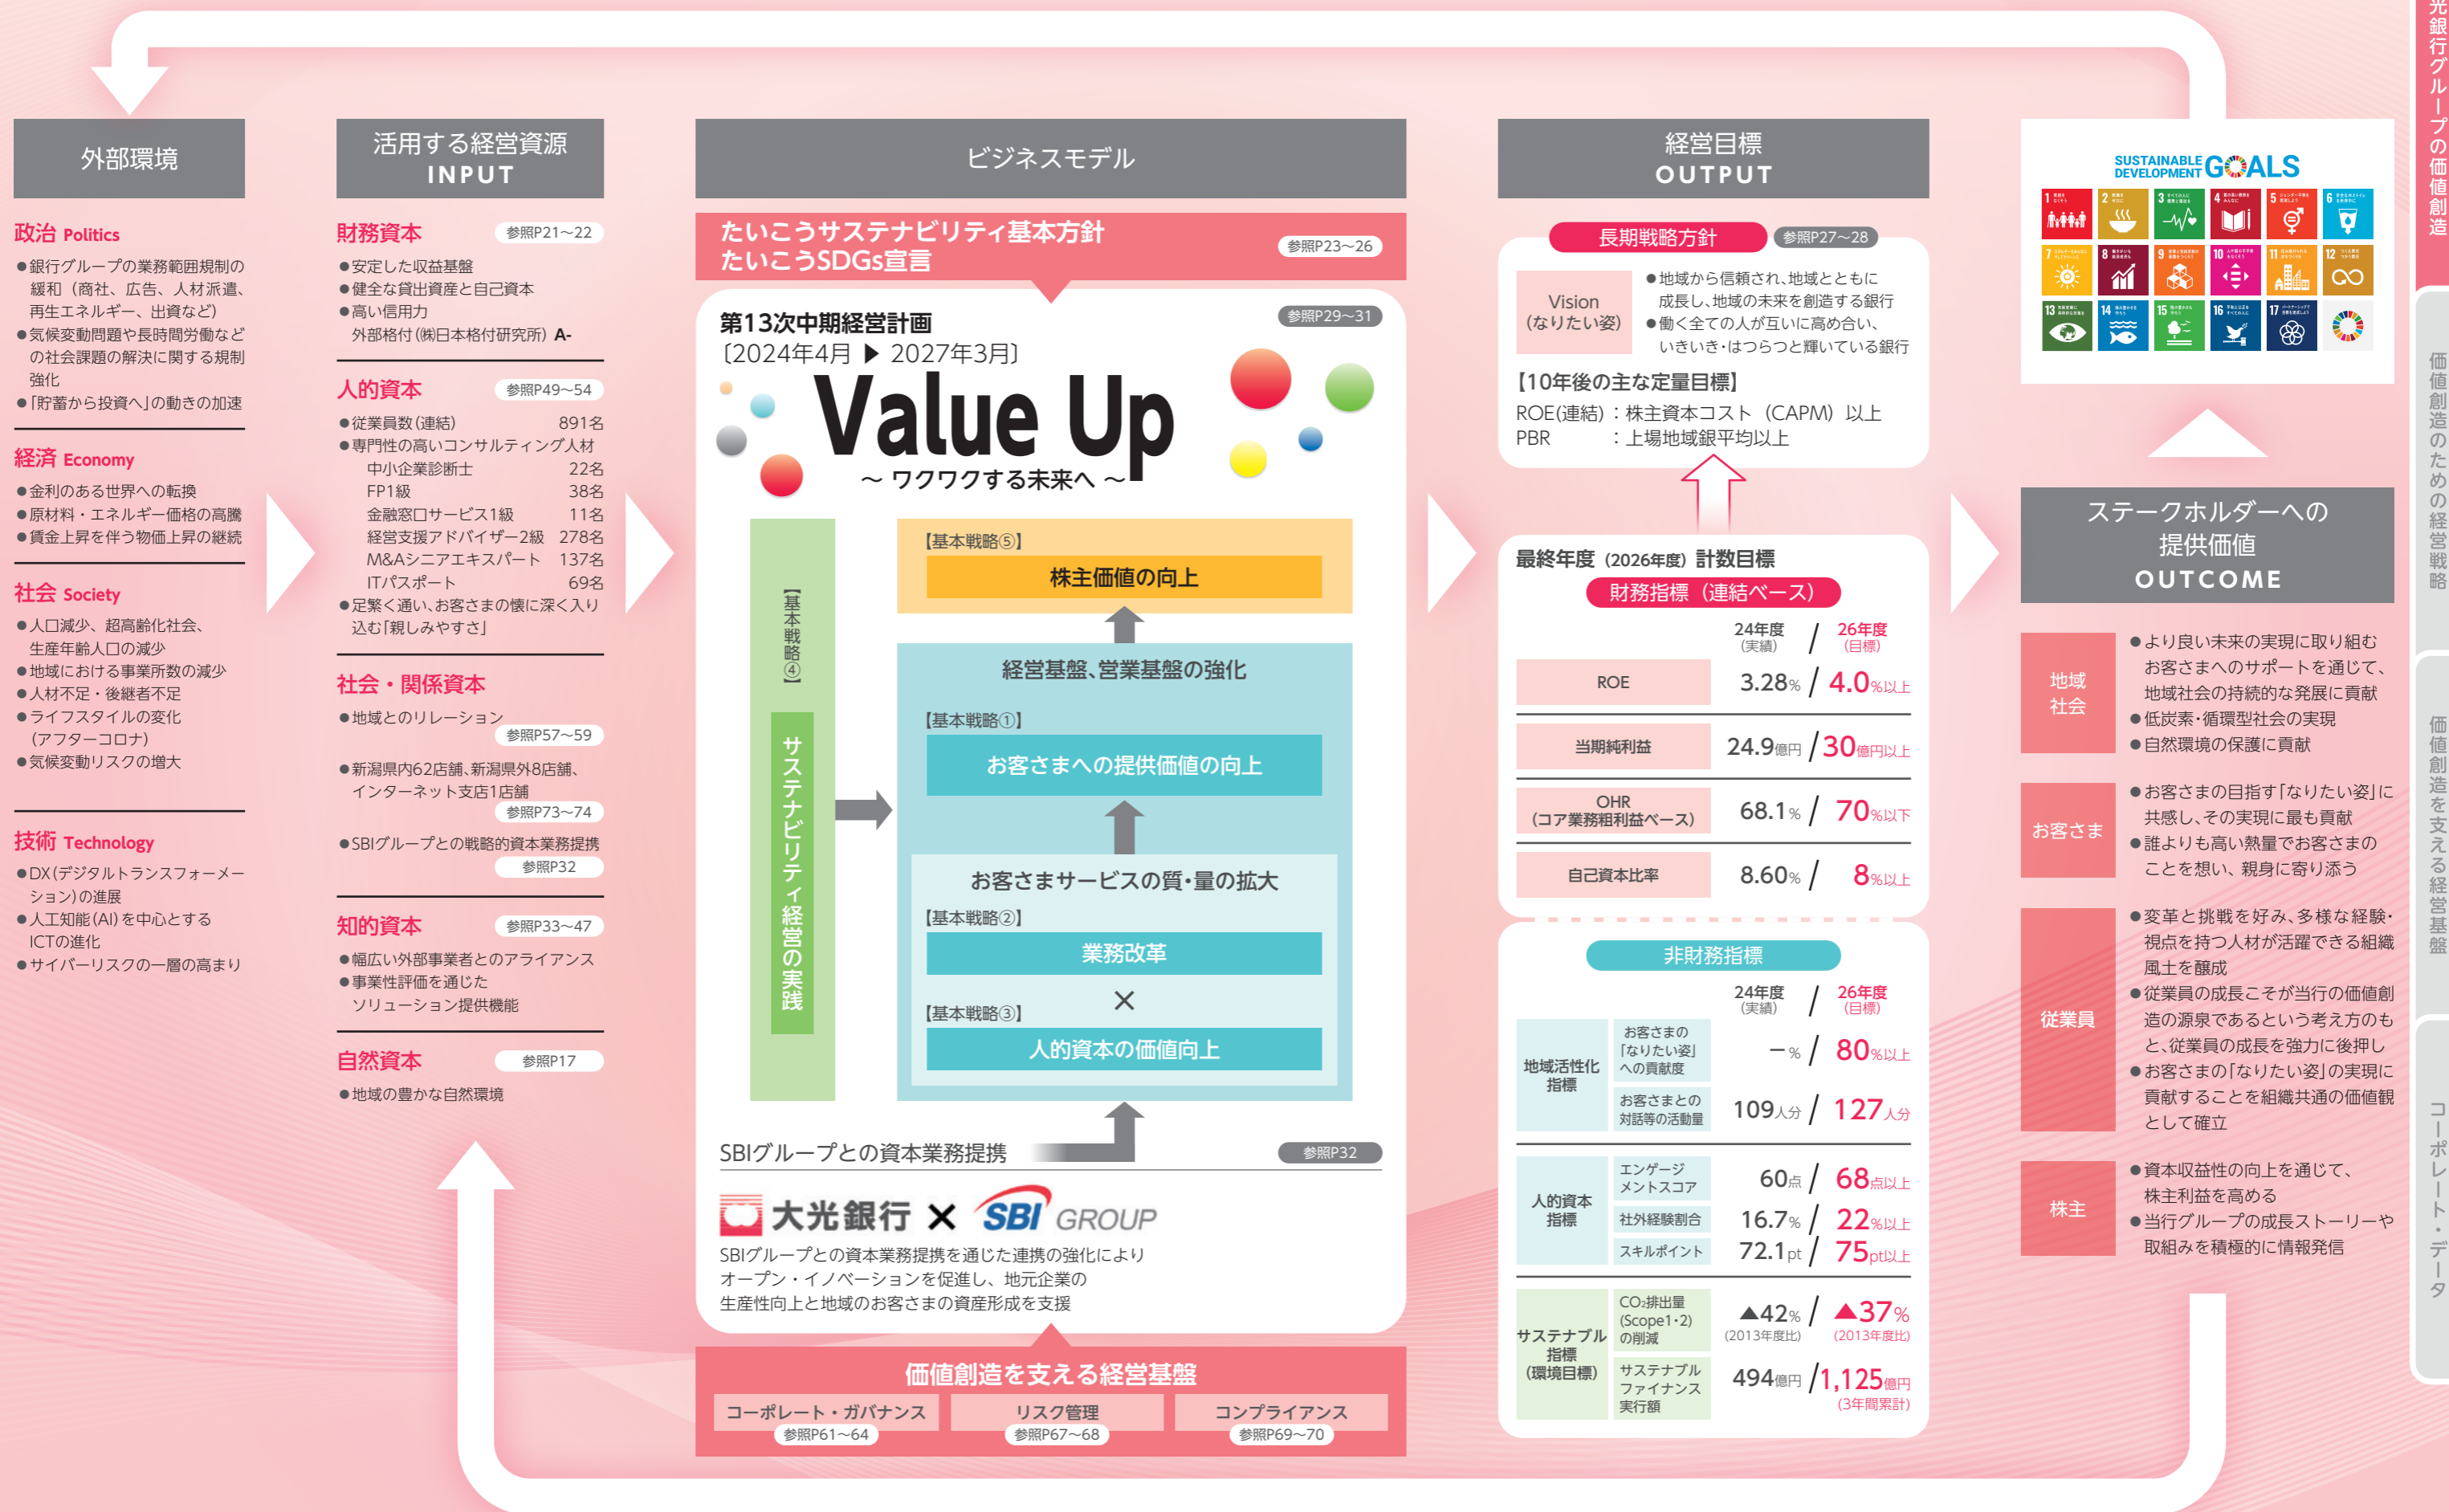 外部環境
政治 Politics
●銀行グループの業務範囲規制の
緩和（商社、広告、人材派遣、
再生エネルギー、出資など）
●気候変動問題や長時間労働など
の社会課題の解決に関する規制
強化
●「貯蓄から投資へ」の動きの加速
経済 Economy
●金利のある世界への転換
●原材料・エネルギー価格の高騰
●賃金上昇を伴う物価上昇の継続
社会 Society
●人口減少、超高齢化社会、
生産年齢人口の減少
●地域における事業所数の減少
●人材不足・後継者不足
●ライフスタイルの変化
（アフターコロナ）
●気候変動リスクの増大
技術 Technology
●DX（デジタルトランスフォーメー
ション）の進展
●人工知能（AI）を中心とする
ICTの進化
●サイバーリスクの一層の高まり
活用する経営資源
INPUT
財務資本 参照P21～22
●安定した収益基盤
●健全な貸出資産と自己資本
●高い信用力
外部格付（㈱日本格付研究所） A-
人的資本 参照P49～54
●従業員数（連結） 891名
●専門性の高いコンサルティング人材
中小企業診断士 22名
FP1級 38名
金融窓口サービス1級 11名
経営支援アドバイザー2級 278名
M&Aシニアエキスパート 137名
ITパスポート 69名
●足繁く通い、お客さまの懐に深く入り
込む「親しみやすさ」
社会・関係資本
●地域とのリレーション
参照P57～59
●新潟県内62店舗、新潟県外8店舗、
インターネット支店1店舗
参照P73～74
●SBIグループとの戦略的資本業務提携
参照P32
知的資本 参照P33～47
●幅広い外部事業者とのアライアンス
●事業性評価を通じた
ソリューション提供機能
自然資本 参照P17
●地域の豊かな自然環境
ビジネスモデル
たいこうサステナビリティ基本方針
たいこうSDGs宣言
参照P23～26
第13次中期経営計画 参照P29～31
〔2024年4月 ▶ 2027年3月〕
Value Up
～ ワクワクする未来へ ～
【基本戦略④】
サステナビリティ経営の実践
【基本戦略⑤】
株主価値の向上
経営基盤、営業基盤の強化
【基本戦略①】
お客さまへの提供価値の向上
お客さまサービスの質・量の拡大
【基本戦略②】
業務改革
×
【基本戦略③】
人的資本の価値向上
SBIグループとの資本業務提携 参照P32
大光銀行 × SBI GROUP
SBIグループとの資本業務提携を通じた連携の強化により
オープン・イノベーションを促進し、地元企業の
生産性向上と地域のお客さまの資産形成を支援
価値創造を支える経営基盤
コーポレート・ガバナンス
参照P61～64
リスク管理
参照P67～68
コンプライアンス
参照P69～70
経営目標
OUTPUT
長期戦略方針 参照P27～28
Vision
（なりたい姿）
●地域から信頼され、地域とともに
成長し、地域の未来を創造する銀行
●働く全ての人が互いに高め合い、
いきいき・はつらつと輝いている銀行
【10年後の主な定量目標】
ROE(連結)：株主資本コスト（CAPM）以上
PBR ：上場地域銀平均以上
最終年度（2026年度）計数目標
財務指標（連結ベース）
24年度 / 26年度
(実績) (目標)
ROE 3.28% / 4.0%以上
当期純利益 24.9億円 / 30億円以上
OHR
（コア業務粗利益ベース） 68.1% / 70%以下
自己資本比率 8.60% / 8%以上
非財務指標
24年度 / 26年度
(実績) (目標)
地域活性化
指標
お客さまの
「なりたい姿」
への貢献度
－% / 80%以上
お客さまとの
対話等の活動量
109人分 / 127人分
人的資本
指標
エンゲージ
メントスコア
60点 / 68点以上
社外経験割合 16.7% / 22%以上
スキルポイント 72.1pt / 75pt以上
サステナブル
指標
（環境目標）
CO₂排出量
(Scope1・2)
の削減
▲42% / ▲37%
(2013年度比) (2013年度比)
サステナブル
ファイナンス
実行額
494億円 / 1,125億円
(3年間累計)
SUSTAINABLE
DEVELOPMENT GOALS
1 2 3 4 5 6
7 8 9 10 11 12
13 14 15 16 17
ステークホルダーへの
提供価値
OUTCOME
地域
社会
●より良い未来の実現に取り組む
お客さまへのサポートを通じて、
地域社会の持続的な発展に貢献
●低炭素・循環型社会の実現
●自然環境の保護に貢献
お客さま
●お客さまの目指す「なりたい姿」に
共感し、その実現に最も貢献
●誰よりも高い熱量でお客さまの
ことを想い、親身に寄り添う
従業員
●変革と挑戦を好み、多様な経験・
視点を持つ人材が活躍できる組織
風土を醸成
●従業員の成長こそが当行の価値創
造の源泉であるという考え方のも
と、従業員の成長を強力に後押し
●お客さまの「なりたい姿」の実現に
貢献することを組織共通の価値観
として確立
株主
●資本収益性の向上を通じて、
株主利益を高める
●当行グループの成長ストーリーや
取組みを積極的に情報発信
光銀行グループの価値創造
価値創造のための経営戦略
価値創造を支える経営基盤
コーポレート・データ